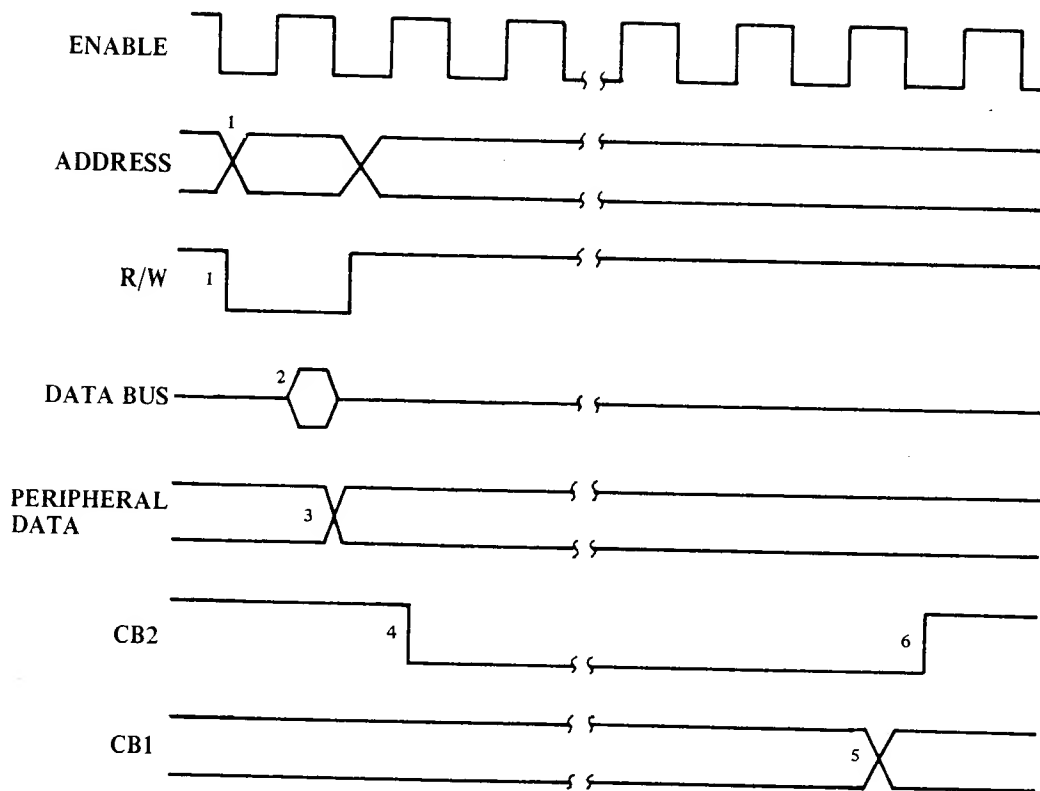 ENABLE
1
ADDRESS
1
R/W
2
DATA BUS
3
PERIPHERAL
DATA
4
6
CB2
5
CB1